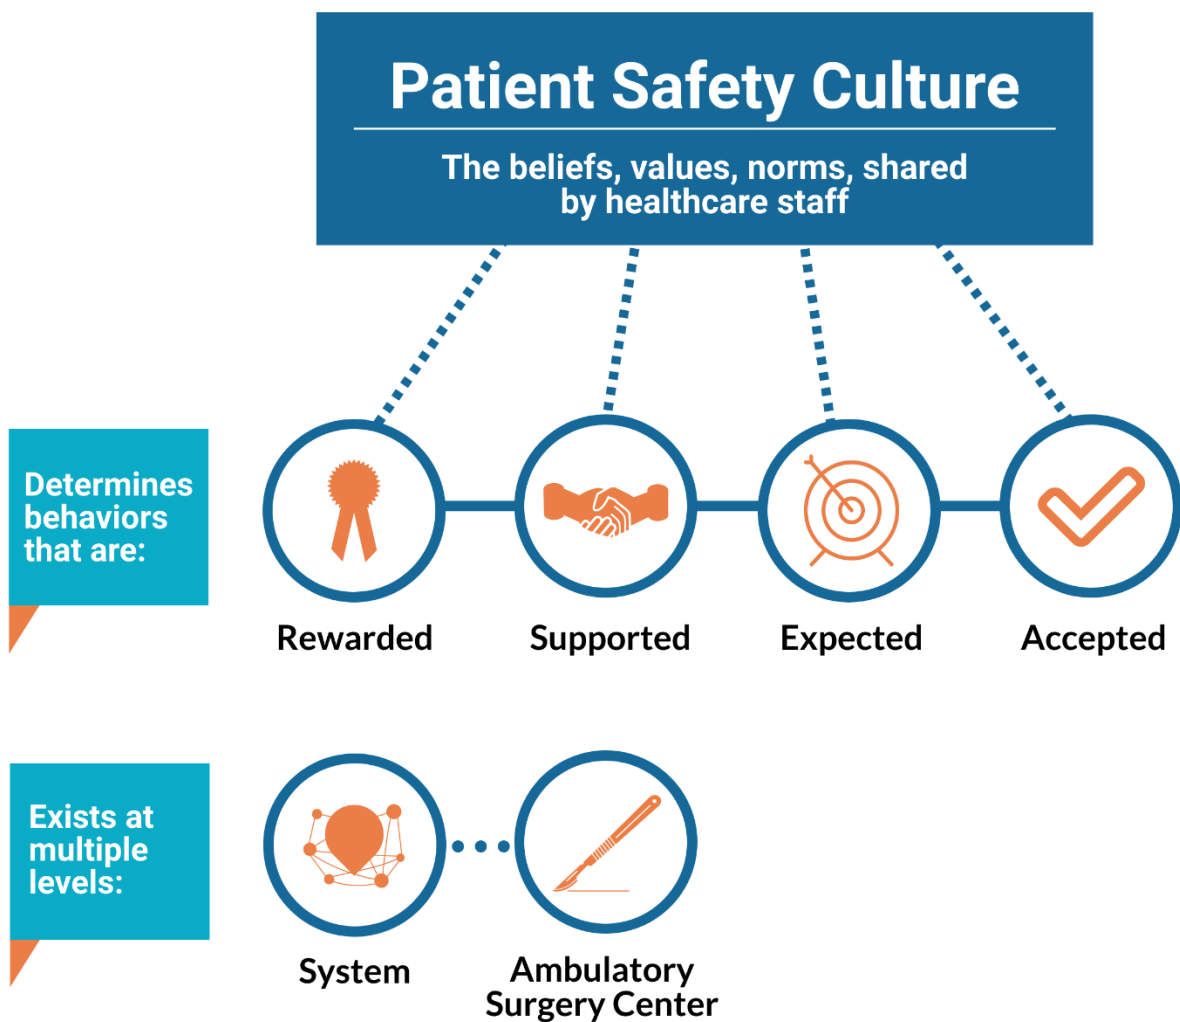 Patient Safety Culture
The beliefs, values, norms, shared
by healthcare staff
Determines
behaviors
that are:
Rewarded
Supported
Expected
Accepted
Exists at
multiple
levels:
System
Ambulatory
Surgery Center